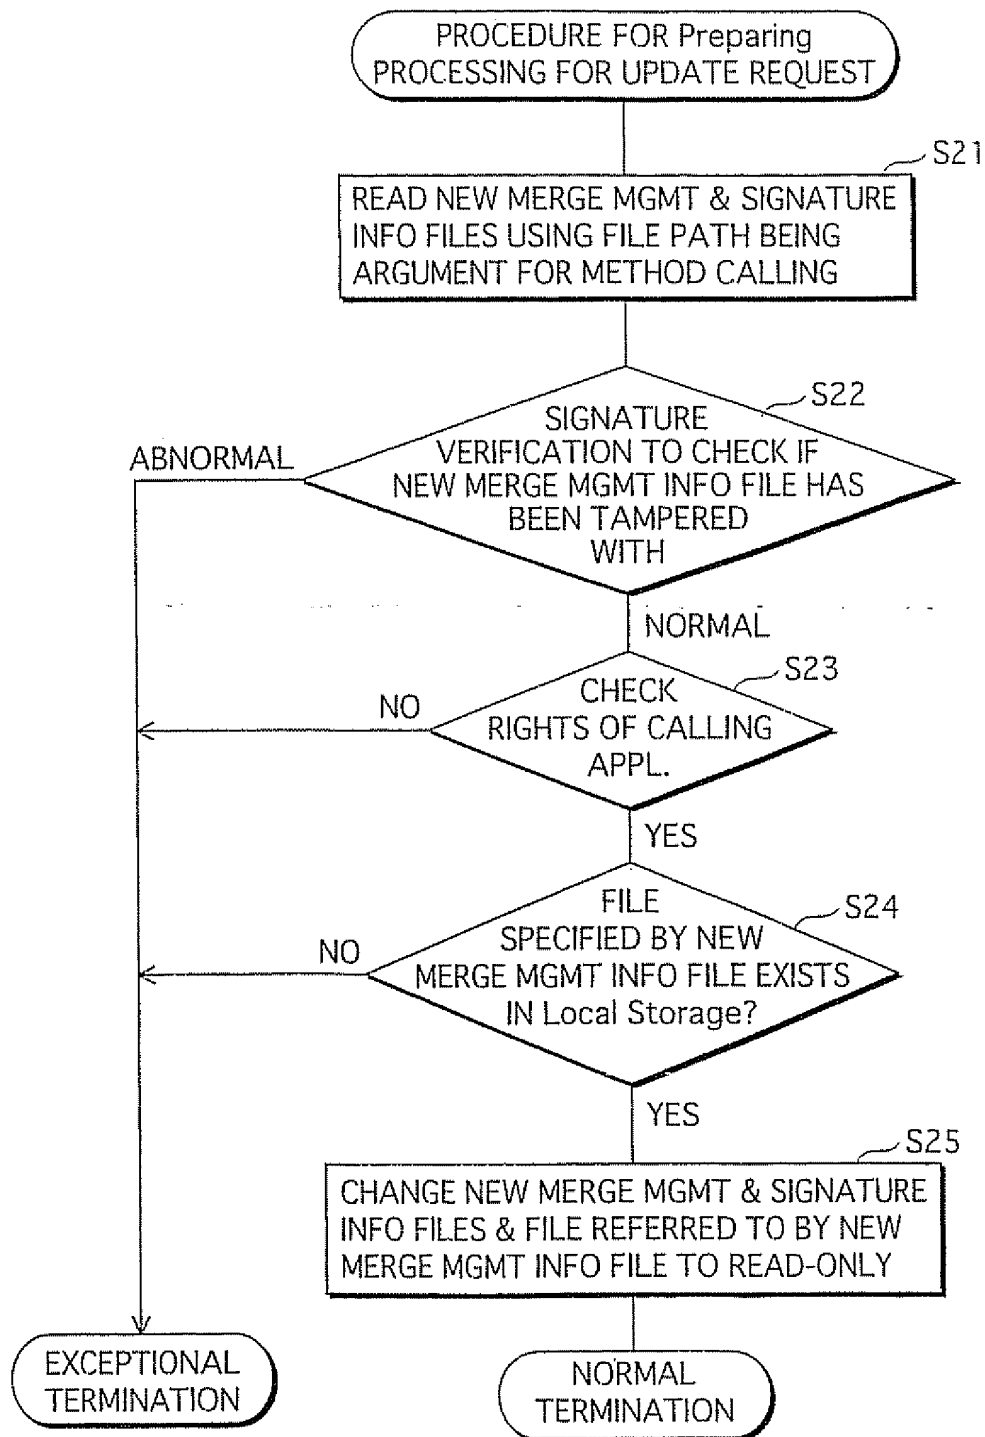 PROCEDURE FOR Preparing
PROCESSING FOR UPDATE REQUEST
S21
READ NEW MERGE MGMT & SIGNATURE
INFO FILES USING FILE PATH BEING
ARGUMENT FOR METHOD CALLING
S22
SIGNATURE
VERIFICATION TO CHECK IF
NEW MERGE MGMT INFO FILE HAS
BEEN TAMPERED
WITH
ABNORMAL
NORMAL
S23
CHECK
RIGHTS OF CALLING
APPL.
NO
YES
S24
FILE
SPECIFIED BY NEW
MERGE MGMT INFO FILE EXISTS
IN Local Storage?
NO
YES
S25
CHANGE NEW MERGE MGMT & SIGNATURE
INFO FILES & FILE REFERRED TO BY NEW
MERGE MGMT INFO FILE TO READ-ONLY
EXCEPTIONAL
TERMINATION
NORMAL
TERMINATION